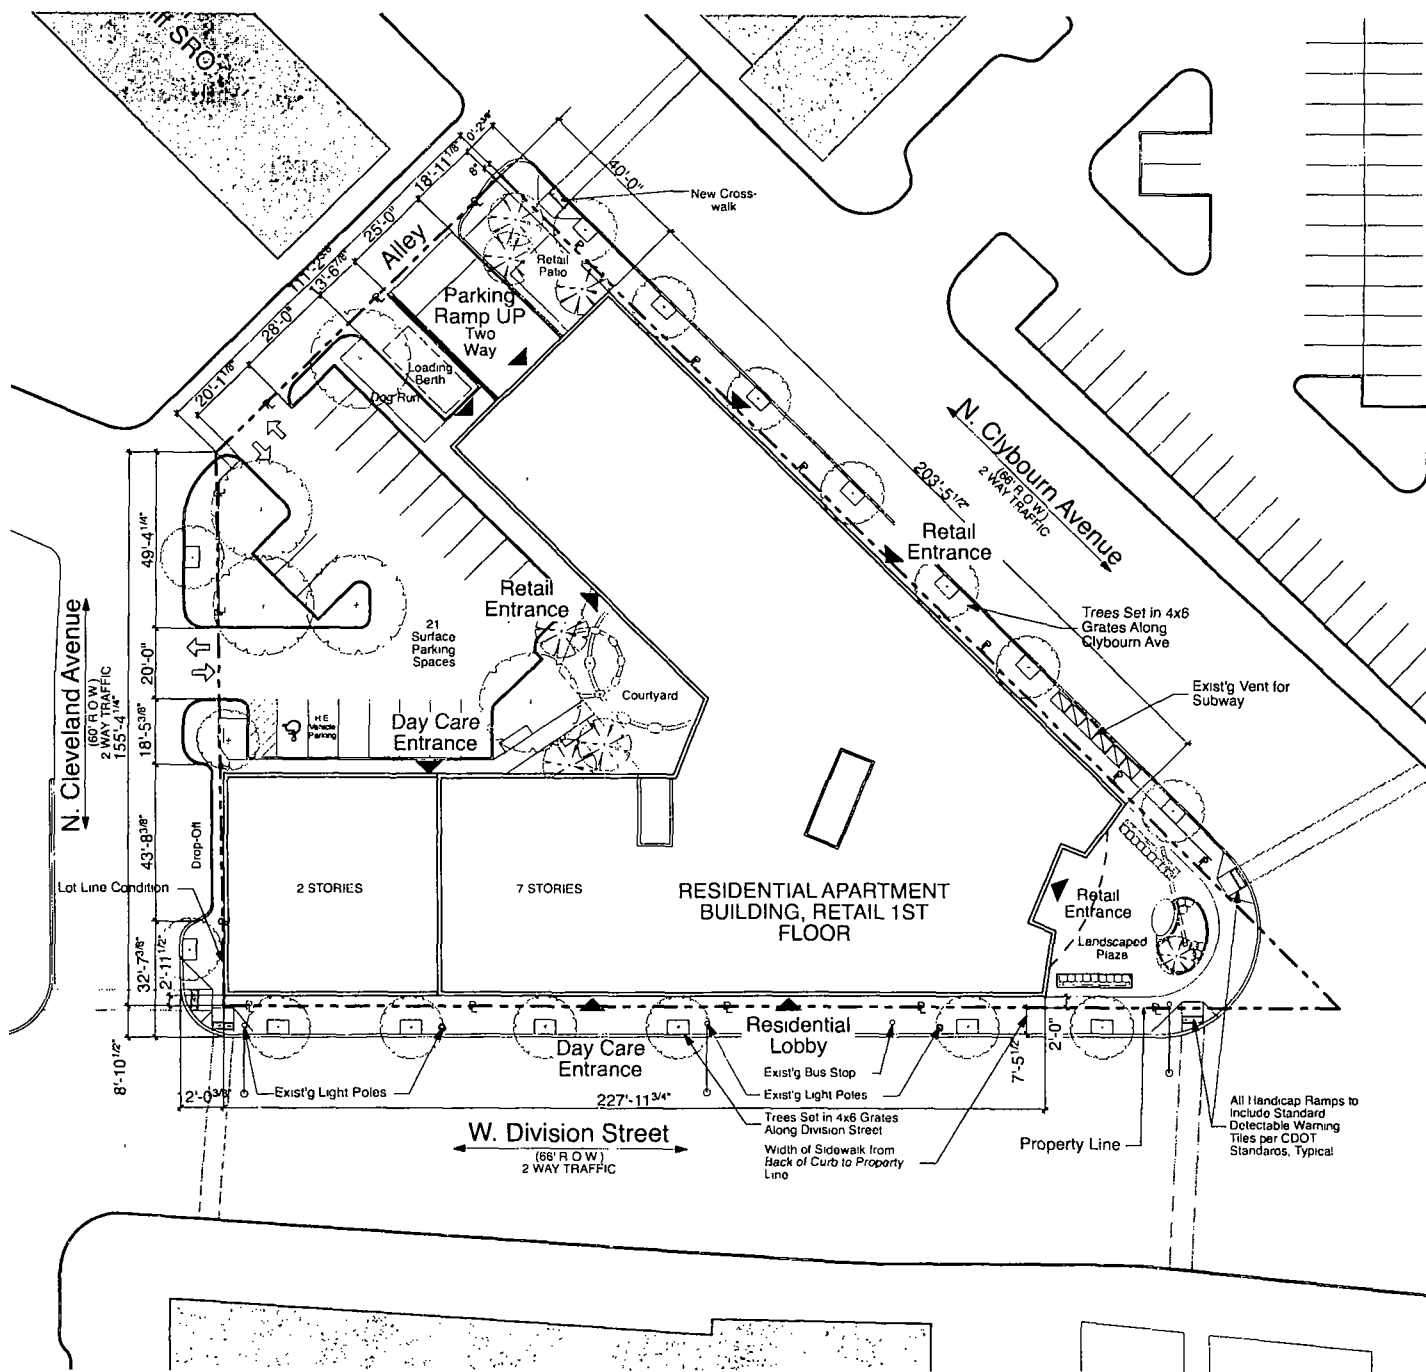 iff SRO
0'-2 3/4"
18'-11 1/8"
8"
40'-0"
New Cross-
walk
25'-0"
Alley
Retail
Patio
13'-6 7/8"
28'-0"
20'-1 1/8"
Parking
Ramp UP
Two
Way
Loading
Berth
Dog Run
N. Clybourn Avenue
(66' R O W)
2 WAY TRAFFIC
203'-5 1/2"
Retail
Entrance
Retail
Entrance
Trees Set in 4x6
Grates Along
Clybourn Ave
Exist'g Vent for
Subway
49'-4 1/4"
20'-0"
18'-5 3/8"
43'-8 3/8"
32'-7 3/8"
2'-11 1/2"
8'-10 1/2"
155'-4 1/4"
N. Cleveland Avenue
(60' R O W)
2 WAY TRAFFIC
21
Surface
Parking
Spaces
Vehicle
Parking
Day Care
Entrance
Courtyard
Drop-Off
Lot Line Condition
2 STORIES
7 STORIES
RESIDENTIAL APARTMENT
BUILDING, RETAIL 1ST
FLOOR
Retail
Entrance
Landscaped
Plaza
Day Care
Entrance
Residential
Lobby
Exist'g Bus Stop
Exist'g Light Poles
Exist'g Light Poles
7'-5 1/2"
2'-0"
227'-11 3/4"
Trees Set in 4x6 Grates
Along Division Street
Width of Sidewalk from
Back of Curb to Property
Line
Property Line
All Handicap Ramps to
Include Standard
Detectable Warning
Tiles per CDOT
Standards, Typical
W. Division Street
(66' R O W)
2 WAY TRAFFIC